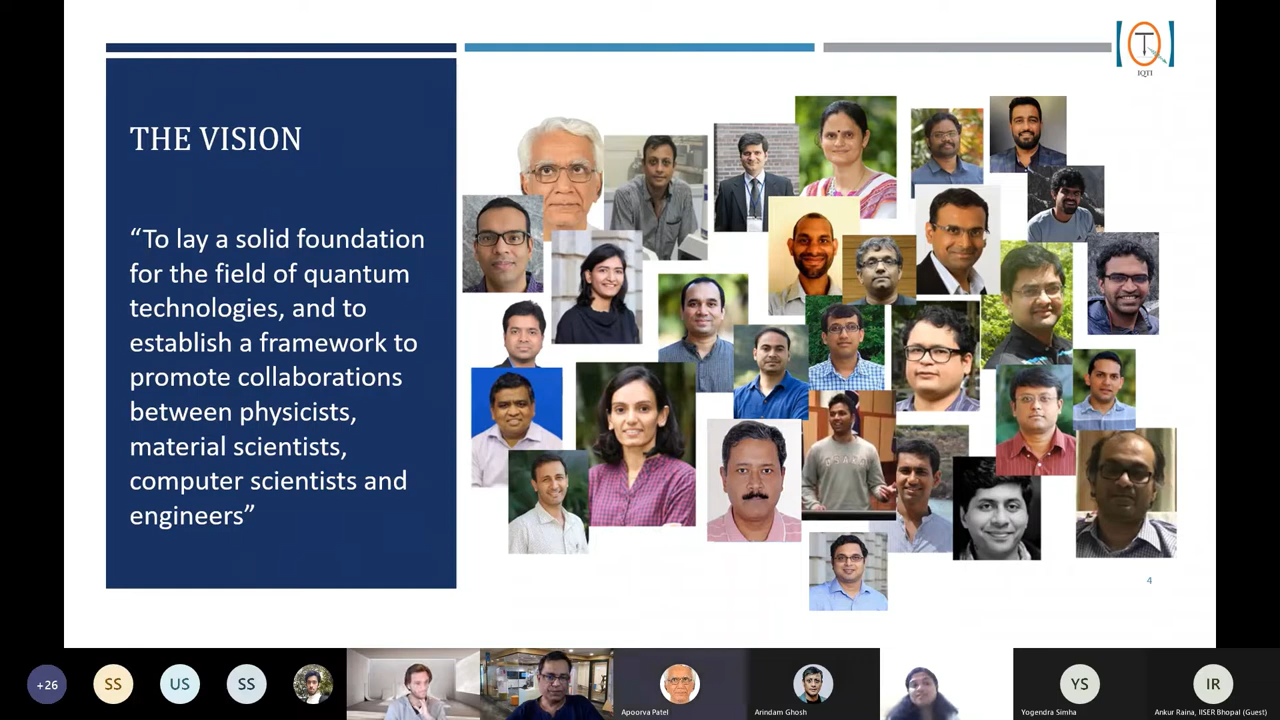 IQTI
THE VISION
“To lay a solid foundation
for the field of quantum
technologies, and to
establish a framework to
promote collaborations
between physicists,
material scientists,
computer scientists and
engineers”
GSAXO
4
+26
SS
US
SS
Apoorva Patel
Arindam Ghosh
YS
Yogendra Simha
IR
Ankur Raina, IISER Bhopal (Guest)